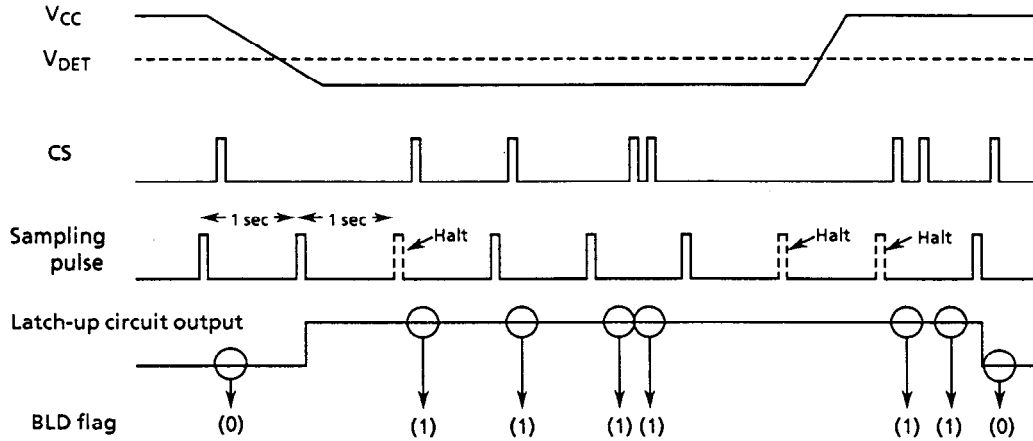 VCC
VDET
CS
1 sec 1 sec
Sampling pulse
Halt Halt Halt
Latch-up circuit output
BLD flag (0) (1) (1) (1) (1) (1) (1) (0)